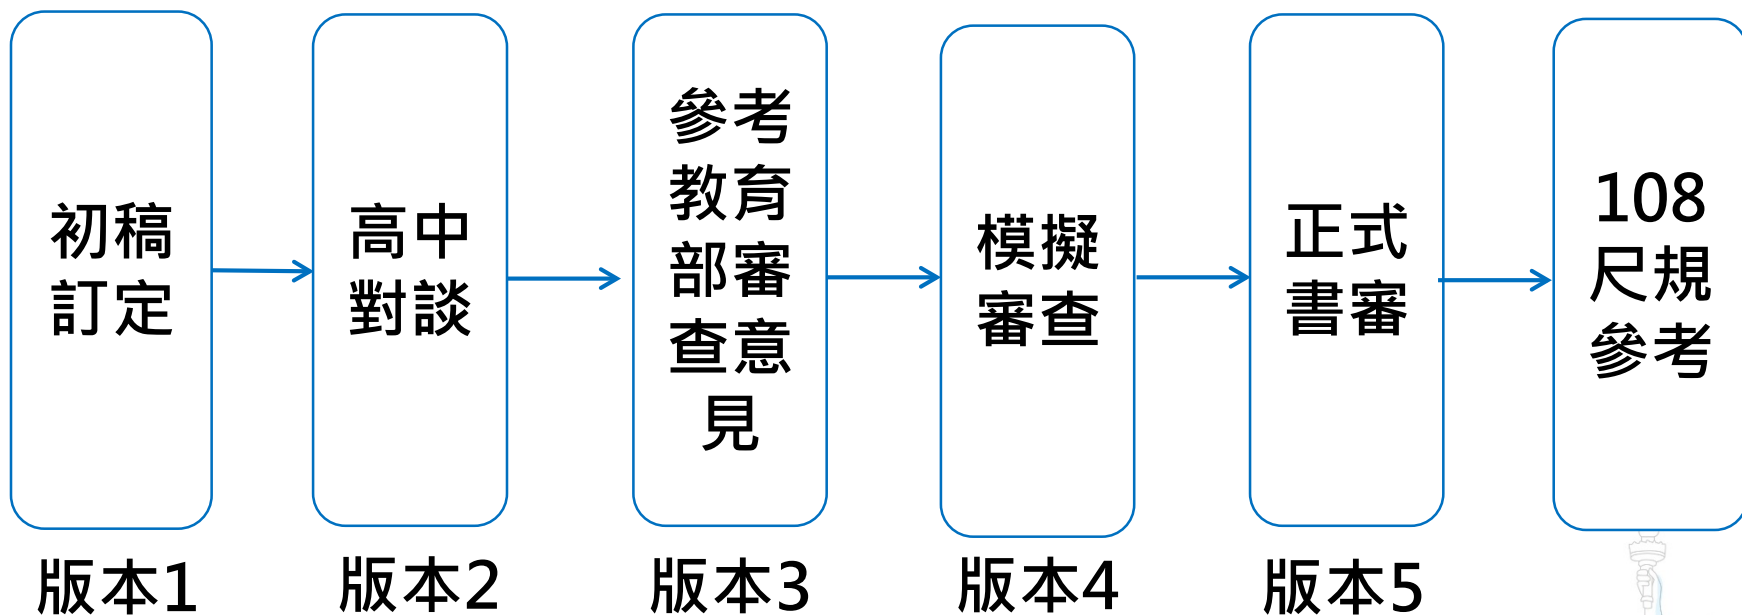 初稿
訂定
高中
對談
參考
教育
部審
查意
見
模擬
審查
正式
書審
108
尺規
參考
版本1
版本2
版本3
版本4
版本5